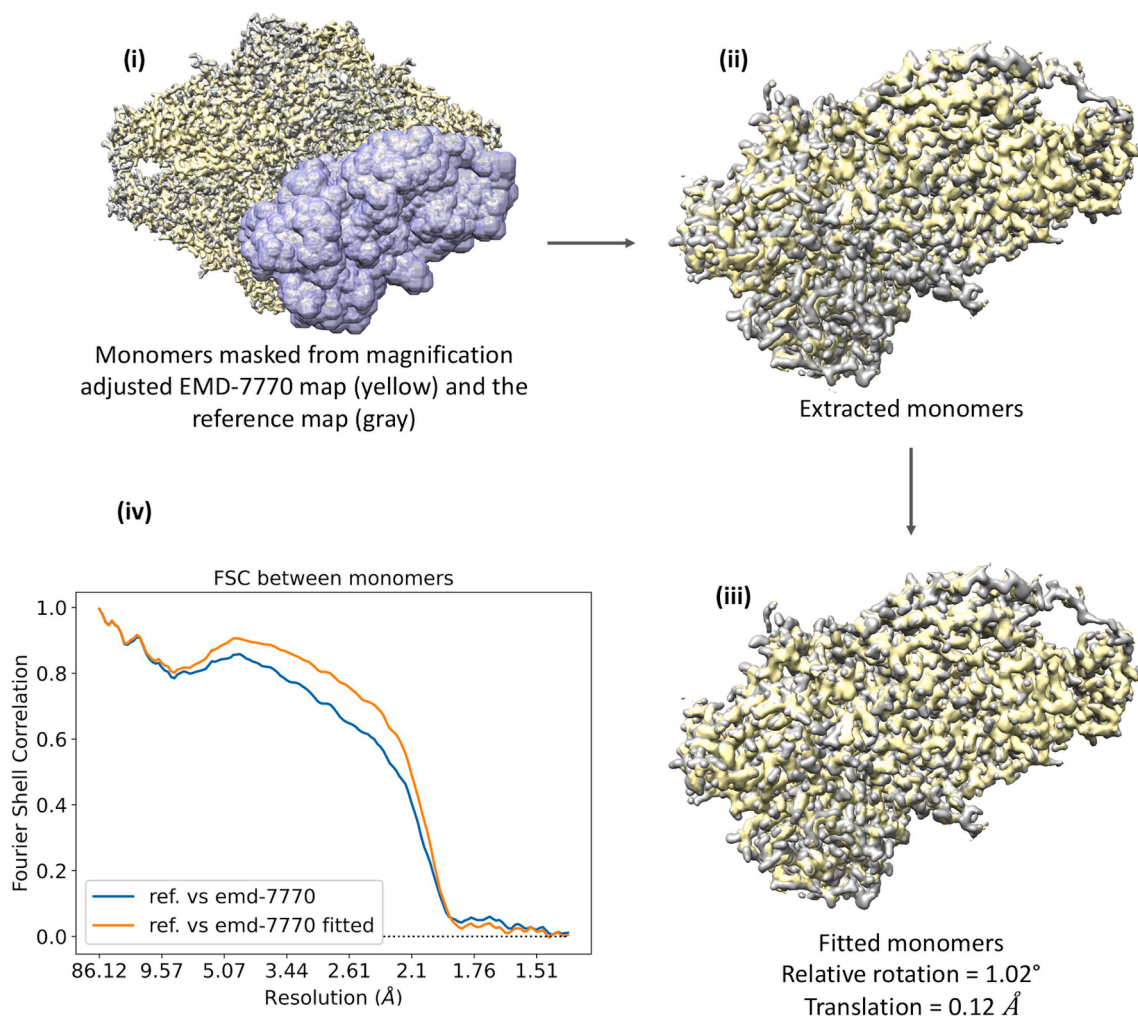 (i)
Monomers masked from magnification
adjusted EMD-7770 map (yellow) and the
reference map (gray)
(ii)
Extracted monomers
(iii)
Fitted monomers
Relative rotation = 1.02°
Translation = 0.12 Å
(iv)
FSC between monomers
Fourier Shell Correlation
1.0
0.8
0.6
0.4
0.2
0.0
ref. vs emd-7770
ref. vs emd-7770 fitted
86.12 9.57 5.07 3.44 2.61 2.1 1.76 1.51
Resolution (Å)